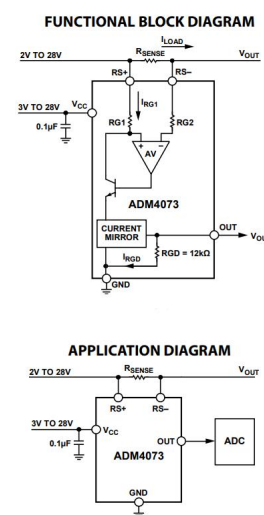 FUNCTIONAL BLOCK DIAGRAM
ILOAD
2V TO 28V
RSENSE
VOUT
RS+
RS–
3V TO 28V
VCC
IRG1
0.1µF
RG1
RG2
+
–
AV
ADM4073
CURRENT
MIRROR
OUT
IRGD
RGD = 12kΩ
GND
APPLICATION DIAGRAM
2V TO 28V
RSENSE
VOUT
RS+
RS–
3V TO 28V
VCC
0.1µF
OUT
ADC
ADM4073
GND